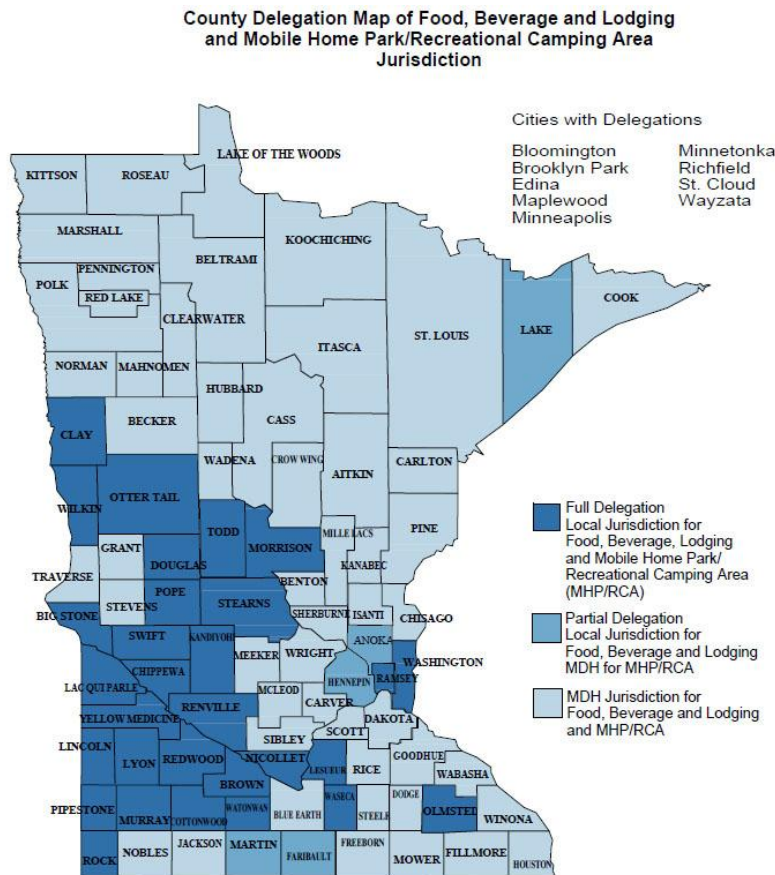 County Delegation Map of Food, Beverage and Lodging
and Mobile Home Park/Recreational Camping Area
Jurisdiction
Cities with Delegations
Bloomington
Brooklyn Park
Edina
Maplewood
Minneapolis
Minnetonka
Richfield
St. Cloud
Wayzata
KITTSON
ROSEAU
LAKE OF THE WOODS
MARSHALL
KOOCHICHING
BELTRAMI
PENNINGTON
POLK
RED LAKE
CLEARWATER
ST. LOUIS
LAKE
COOK
ITASCA
NORMAN
MAHNOMEN
HUBBARD
CASS
BECKER
CLAY
WADENA
CROW WING
AITKIN
CARLTON
OTTER TAIL
WILKIN
TODD
MORRISON
MILLE LACS
KANABEC
PINE
GRANT
DOUGLAS
TRAVERSE
STEVENS
POPE
STEARNS
BENTON
SHERBURNE
ISANTI
CHISAGO
BIG STONE
SWIFT
KANDIYOHI
MEEKER
WRIGHT
ANOKA
WASHINGTON
HENNEPIN
RAMSEY
CHIPPEWA
LAC QUI PARLE
MCLEOD
CARVER
RENVILLE
YELLOW MEDICINE
SIBLEY
SCOTT
DAKOTA
LINCOLN
LYON
REDWOOD
NICOLLET
LESUEUR
RICE
GOODHUE
WABASHA
BROWN
PIPESTONE
MURRAY
COTTONWOOD
WATONWAN
BLUE EARTH
WASECA
STEELE
DODGE
OLMSTED
WINONA
ROCK
NOBLES
JACKSON
MARTIN
FARIBAULT
FREEBORN
MOWER
FILLMORE
HOUSTON
Full Delegation
Local Jurisdiction for
Food, Beverage, Lodging
and Mobile Home Park/
Recreational Camping Area
(MHP/RCA)
Partial Delegation
Local Jurisdiction for
Food, Beverage and Lodging
MDH for MHP/RCA
MDH Jurisdiction for
Food, Beverage and Lodging
and MHP/RCA